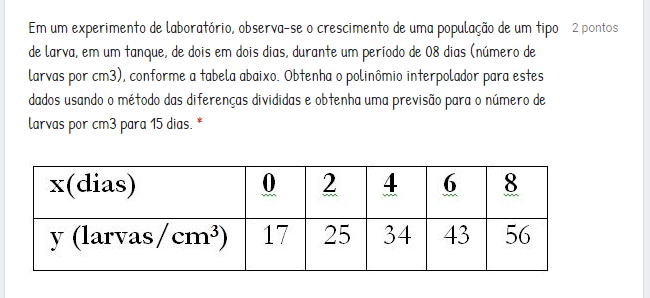 Em um experimento de laboratório, observa-se o crescimento de uma população de um tipo 2 pontos
de larva, em um tanque, de dois em dois dias, durante um período de 08 dias (número de
larvas por cm3), conforme a tabela abaixo. Obtenha o polinômio interpolador para estes
dados usando o método das diferenças divididas e obtenha uma previsão para o número de
larvas por cm3 para 15 dias. *
x(dias) 0 2 4 6 8
y (larvas/cm³) 17 25 34 43 56